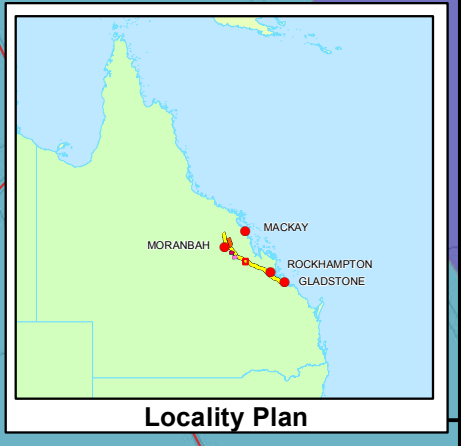 MACKAY
MORANBAH
ROCKHAMPTON
GLADSTONE
Locality Plan